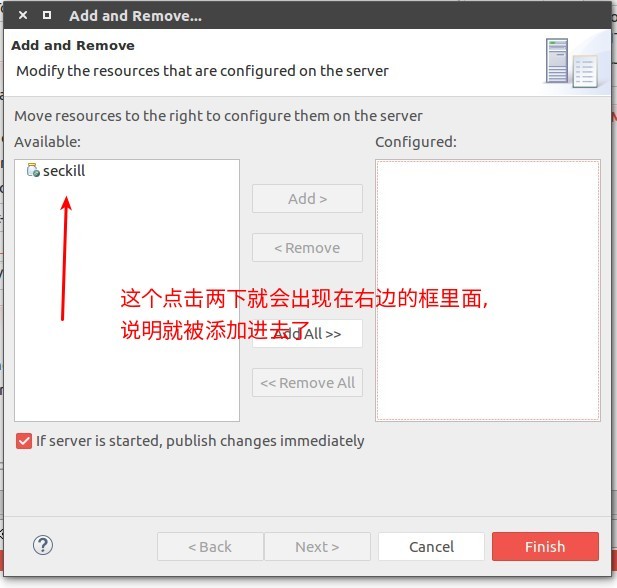 Add and Remove...
Add and Remove
Modify the resources that are configured on the server
Move resources to the right to configure them on the server
Available:
Configured:
seckill
Add >
< Remove
这个点击两下就会出现在右边的框里面,
说明就被添加进去了
Add All >>
<< Remove All
If server is started, publish changes immediately
?
< Back
Next >
Cancel
Finish